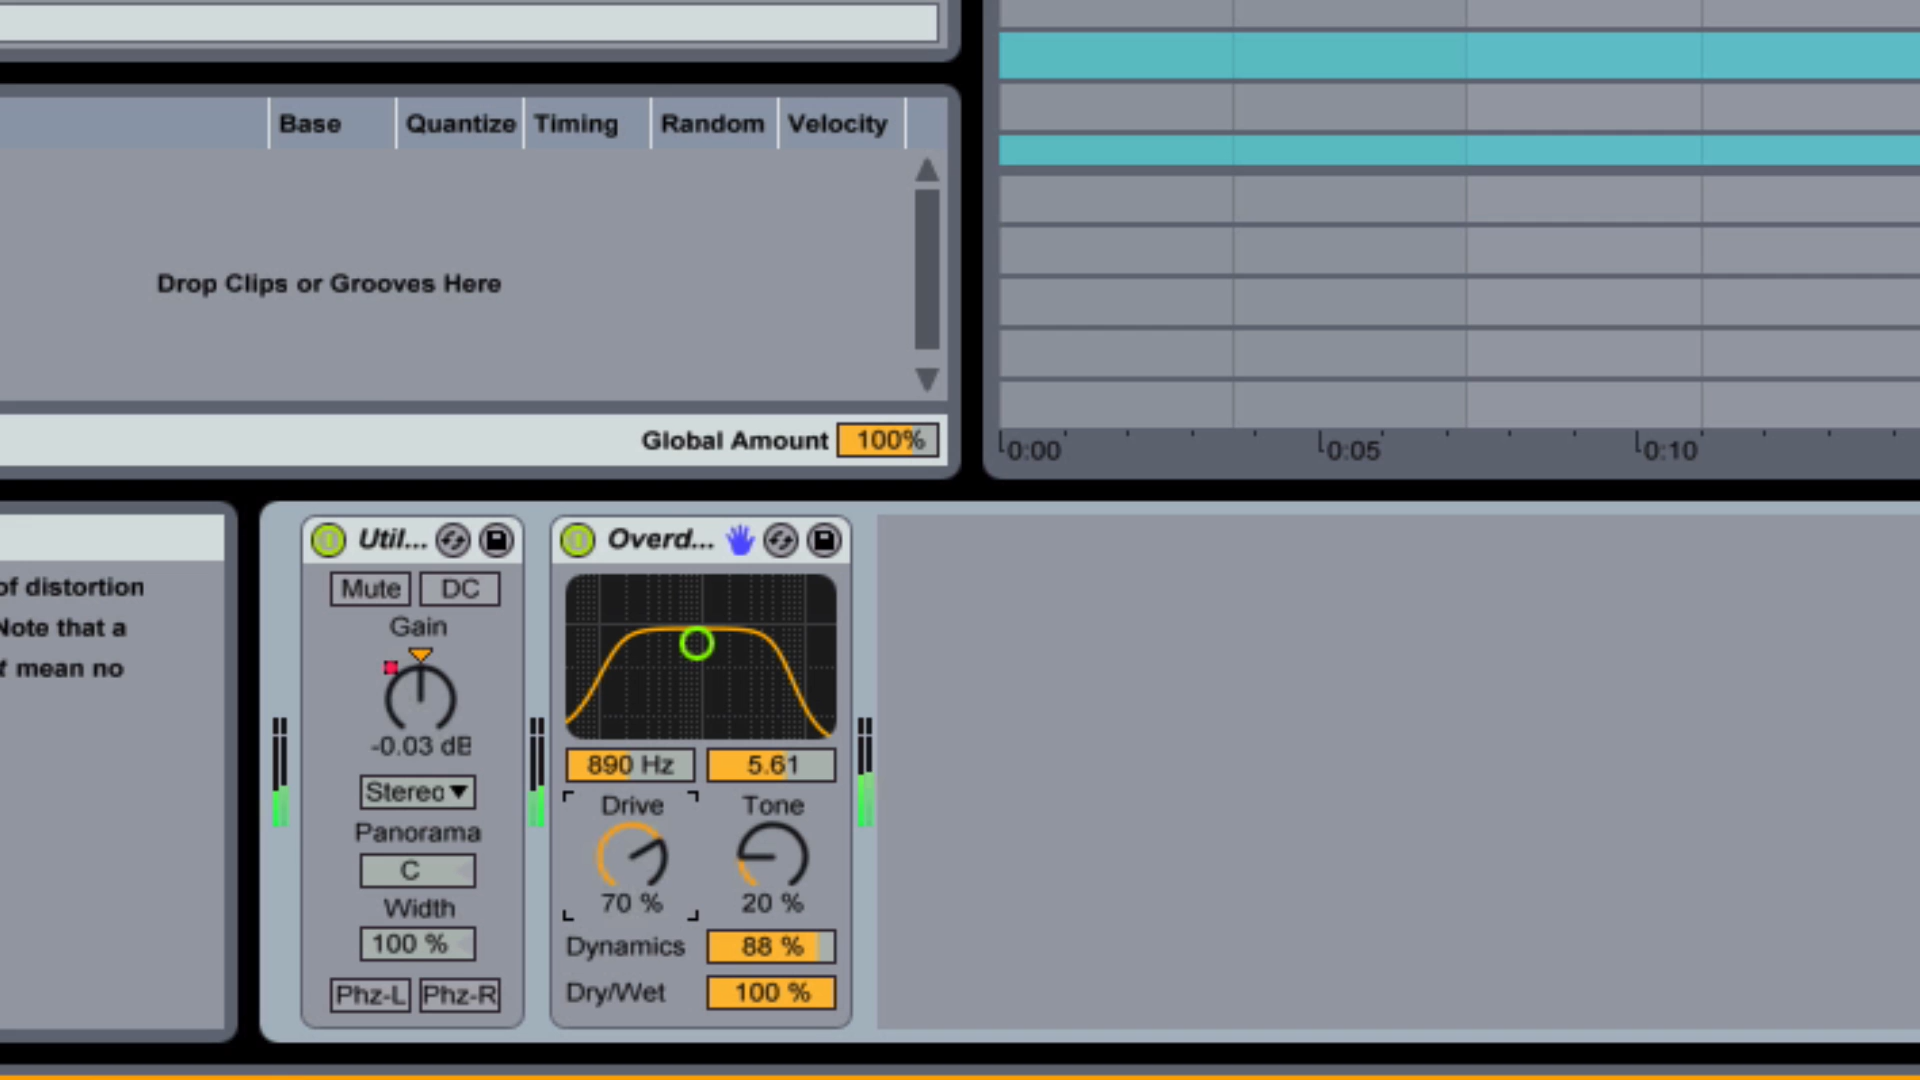 Base Quantize Timing Random Velocity
Drop Clips or Grooves Here
Global Amount 100%
0:00 0:05 0:10
of distortion
Note that a
t mean no
Util...
Mute DC
Gain
-0.03 dB
Stereo
Panorama
C
Width
100 %
Phz-L Phz-R
Overd...
890 Hz 5.61
Drive Tone
70 % 20 %
Dynamics 88 %
Dry/Wet 100 %